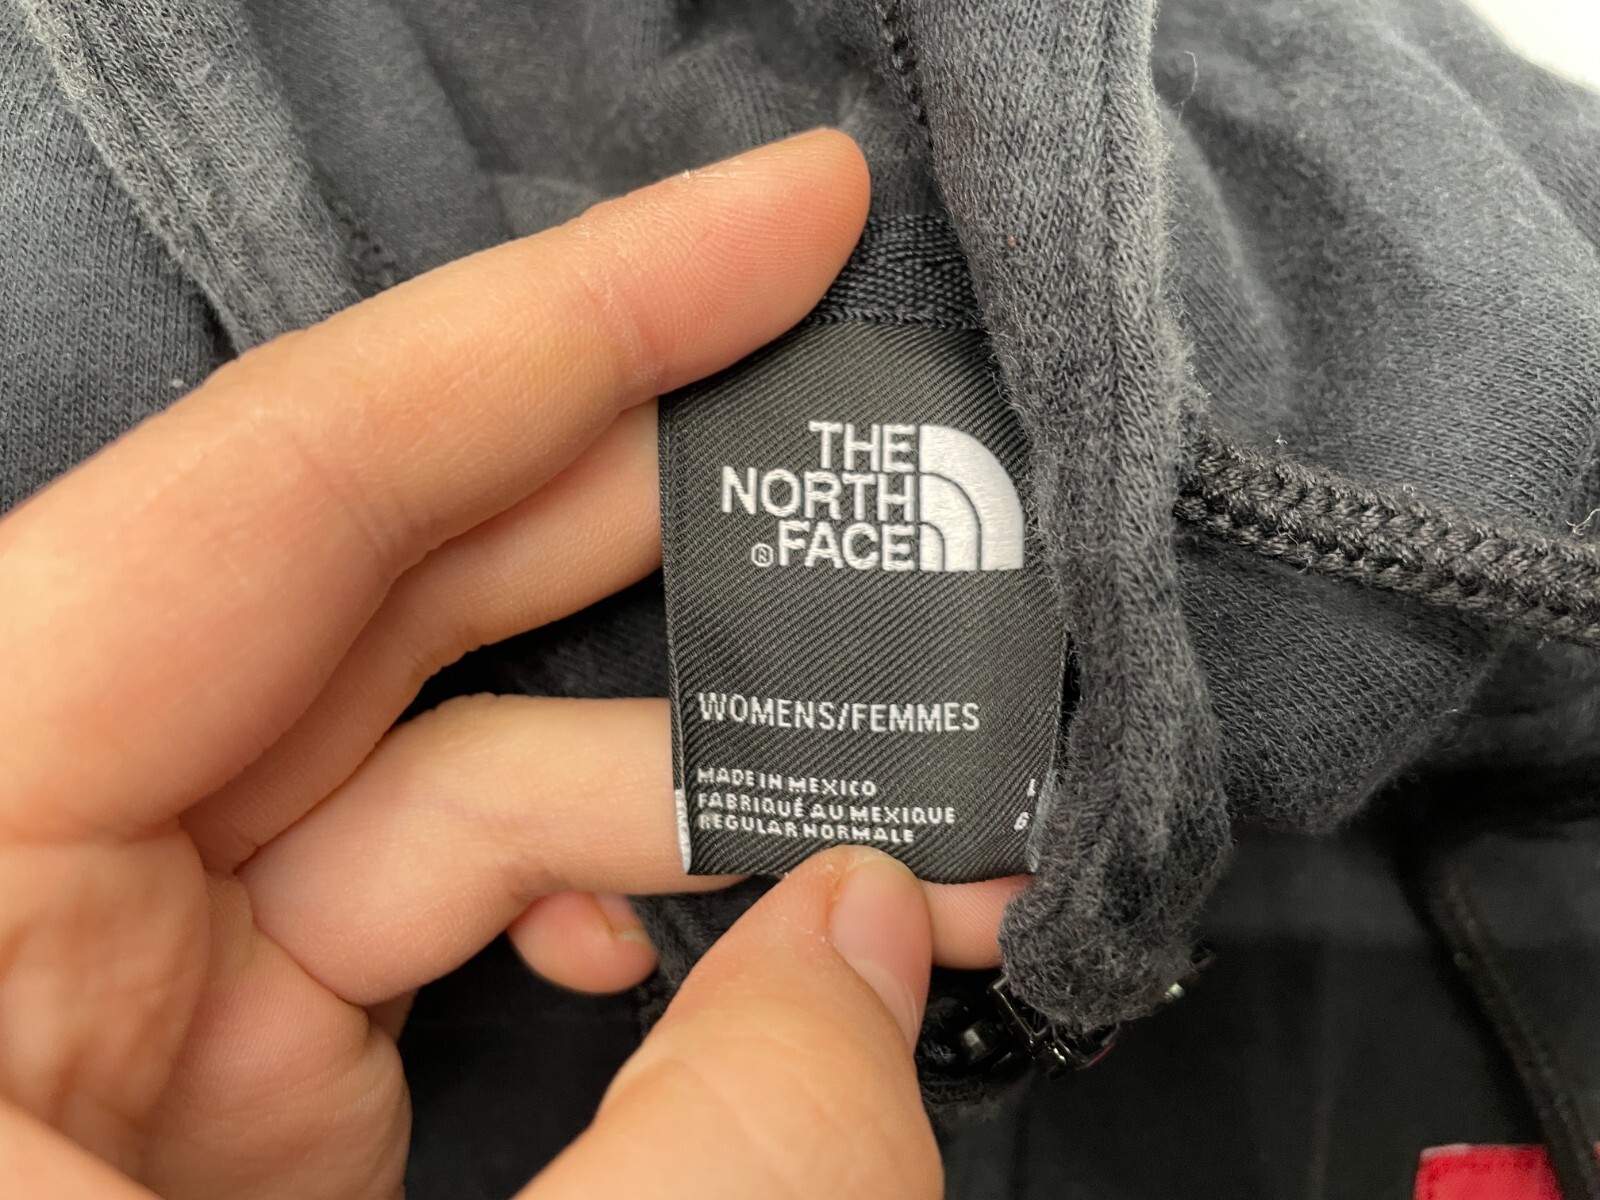 THE
NORTH
®FACE
WOMENS/FEMMES
MADE IN MEXICO
FABRIQUÉ AU MEXIQUE
REGULAR NORMALE
G